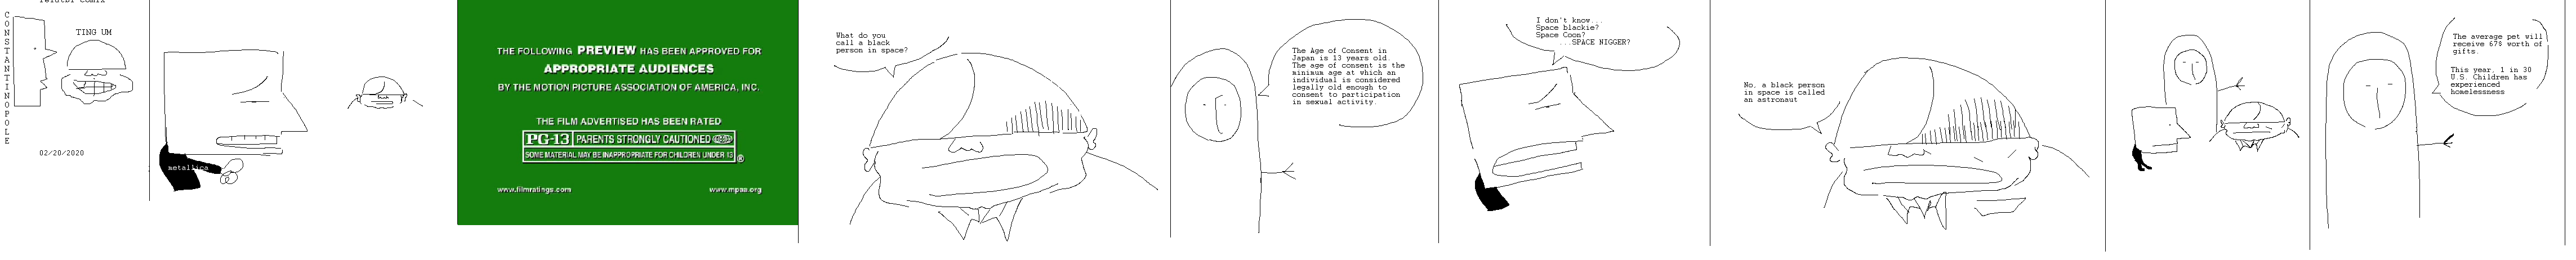 CONSTANTINOPOLE
TING UM
02/20/2020
metallica
THE FOLLOWING PREVIEW HAS BEEN APPROVED FOR
APPROPRIATE AUDIENCES
BY THE MOTION PICTURE ASSOCIATION OF AMERICA, INC.
THE FILM ADVERTISED HAS BEEN RATED
PG-13 PARENTS STRONGLY CAUTIONED
SOME MATERIAL MAY BE INAPPROPRIATE FOR CHILDREN UNDER 13
®
www.filmratings.com
www.mpaa.org
What do you
call a black
person in space?
The Age of Consent in
Japan is 13 years old.
The age of consent is the
minimum age at which an
individual is considered
legally old enough to
consent to participation
in sexual activity.
I don't know...
Space blackie?
Space Coon?
...SPACE NIGGER?
No, a black person
in space is called
an astronaut
The average pet will
receive 67$ worth of
gifts.
This year, 1 in 30
U.S. Children has
experienced
homelessness